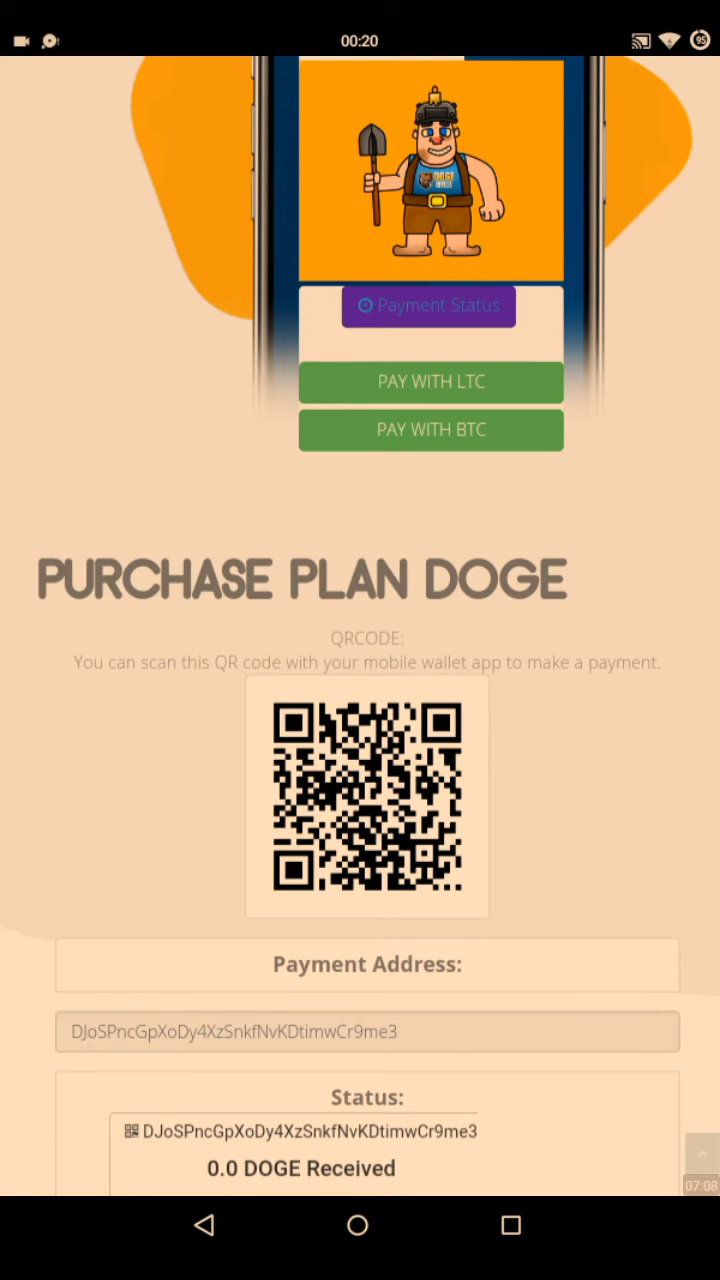 00:20
95
DOGE
Payment Status
PAY WITH LTC
PAY WITH BTC
PURCHASE PLAN DOGE
QRCODE:
You can scan this QR code with your mobile wallet app to make a payment.
Payment Address:
DJoSPncGpXoDy4XzSnkfNvKDtimwCr9me3
Status:
DJoSPncGpXoDy4XzSnkfNvKDtimwCr9me3
0.0 DOGE Received
07:08